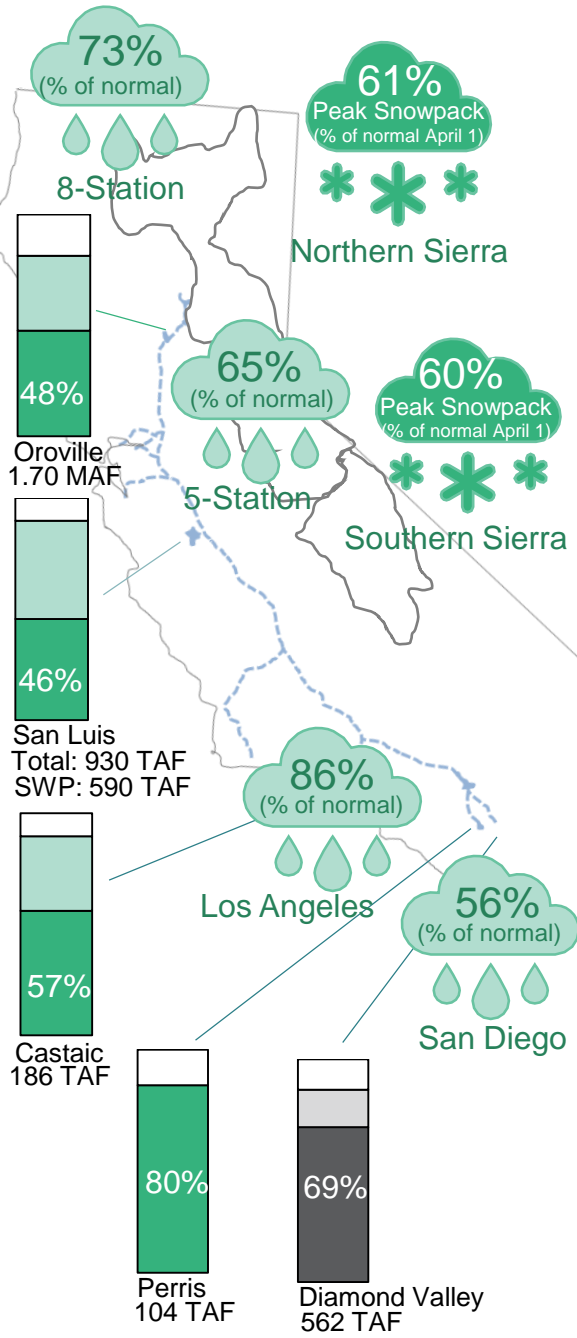 73%
(% of normal)
8-Station
61%
Peak Snowpack
(% of normal April 1)
Northern Sierra
48%
Oroville
1.70 MAF
65%
(% of normal)
5-Station
60%
Peak Snowpack
(% of normal April 1)
Southern Sierra
46%
San Luis
Total: 930 TAF
SWP: 590 TAF
86%
(% of normal)
Los Angeles
56%
(% of normal)
San Diego
57%
Castaic
186 TAF
80%
Perris
104 TAF
69%
Diamond Valley
562 TAF